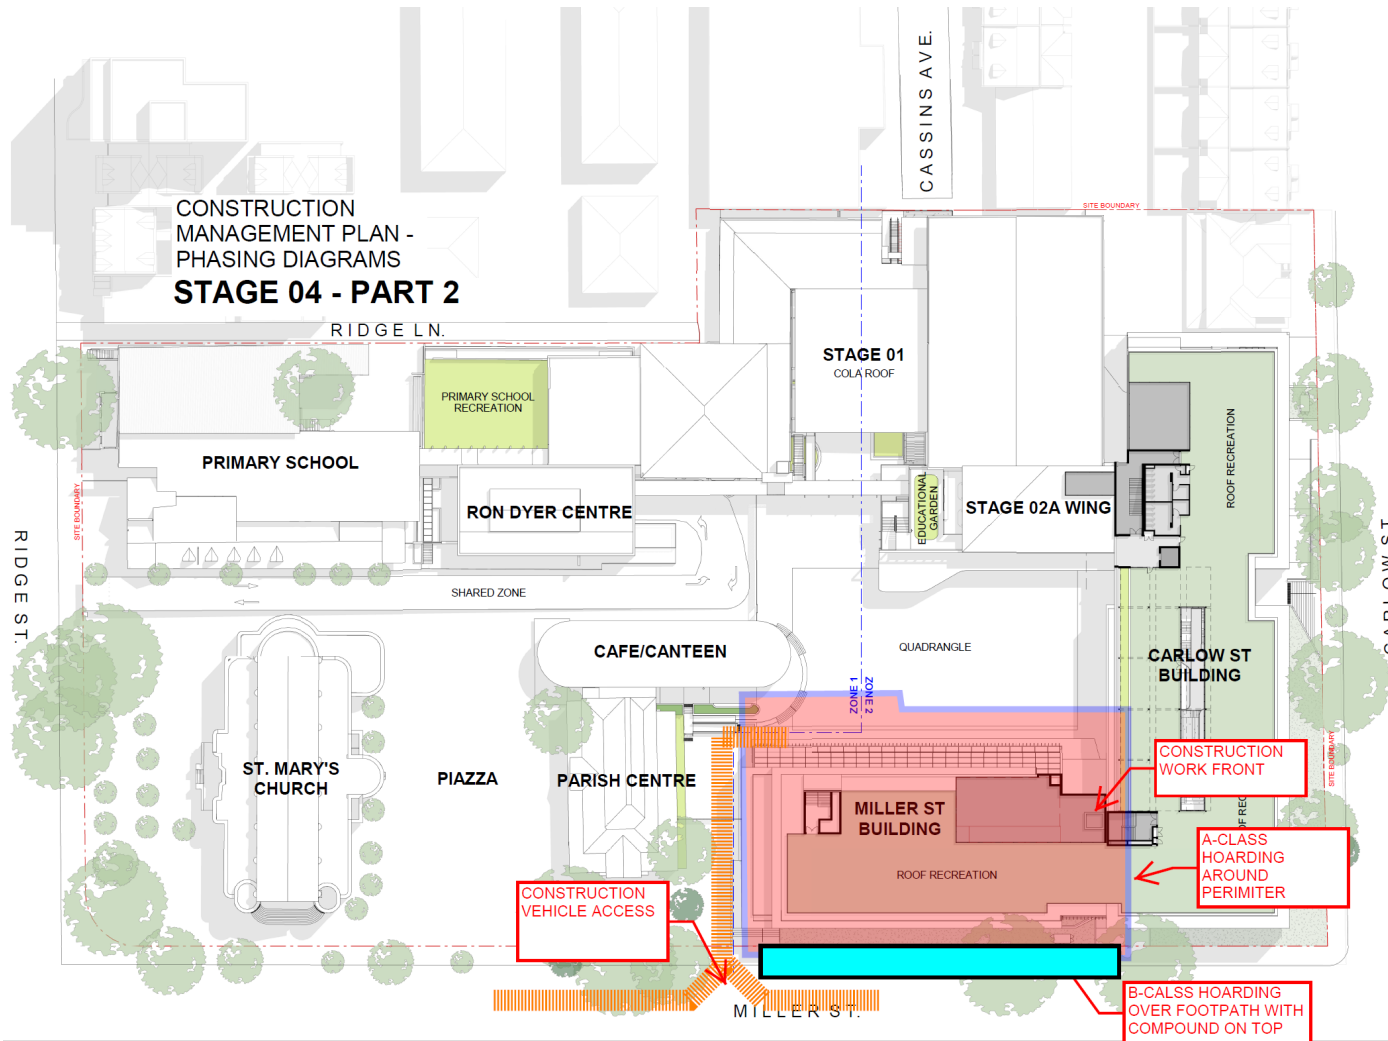 CASSINS AVE.
SITE BOUNDARY
CONSTRUCTION
MANAGEMENT PLAN -
PHASING DIAGRAMS
STAGE 04 - PART 2
RIDGE LN.
STAGE 01
COLA ROOF
PRIMARY SCHOOL
RECREATION
ROOF RECREATION
PRIMARY SCHOOL
RON DYER CENTRE
EDUCATIONAL
GARDEN
STAGE 02A WING
SITE BOUNDARY
RIDGE ST.
CARLOW ST.
SHARED ZONE
CAFE/CANTEEN
QUADRANGLE
CARLOW ST
BUILDING
ZONE 1
ZONE 2
ST. MARY'S
CHURCH
PIAZZA
PARISH CENTRE
CONSTRUCTION
WORK FRONT
SITE BOUNDARY
MILLER ST
BUILDING
ROOF RECREATION
OF REC
A-CLASS
HOARDING
AROUND
PERIMITER
CONSTRUCTION
VEHICLE ACCESS
B-CALSS HOARDING
OVER FOOTPATH WITH
COMPOUND ON TOP
MILLER ST.